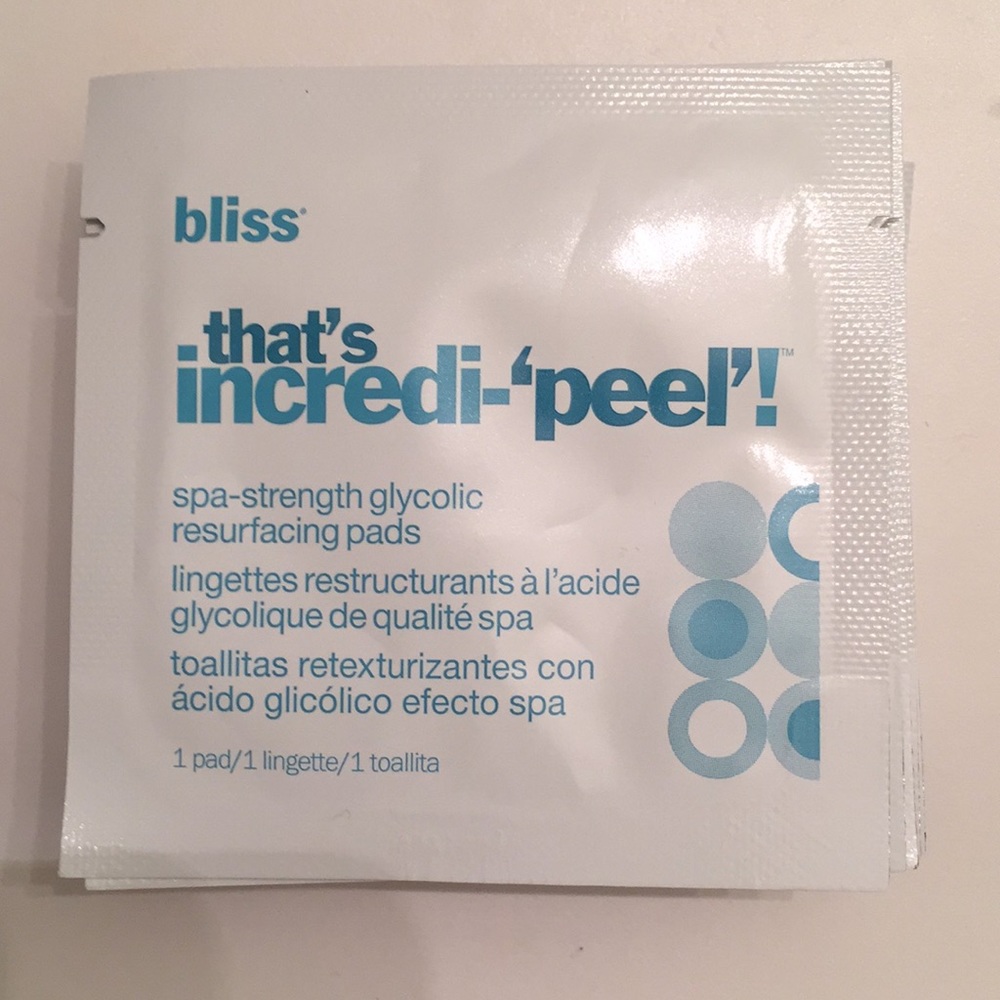 bliss®
that's
incredi-‘peel’!™
spa-strength glycolic
resurfacing pads
lingettes restructurants à l'acide
glycolique de qualité spa
toallitas retexturizantes con
ácido glicólico efecto spa
1 pad/1 lingette/1 toallita